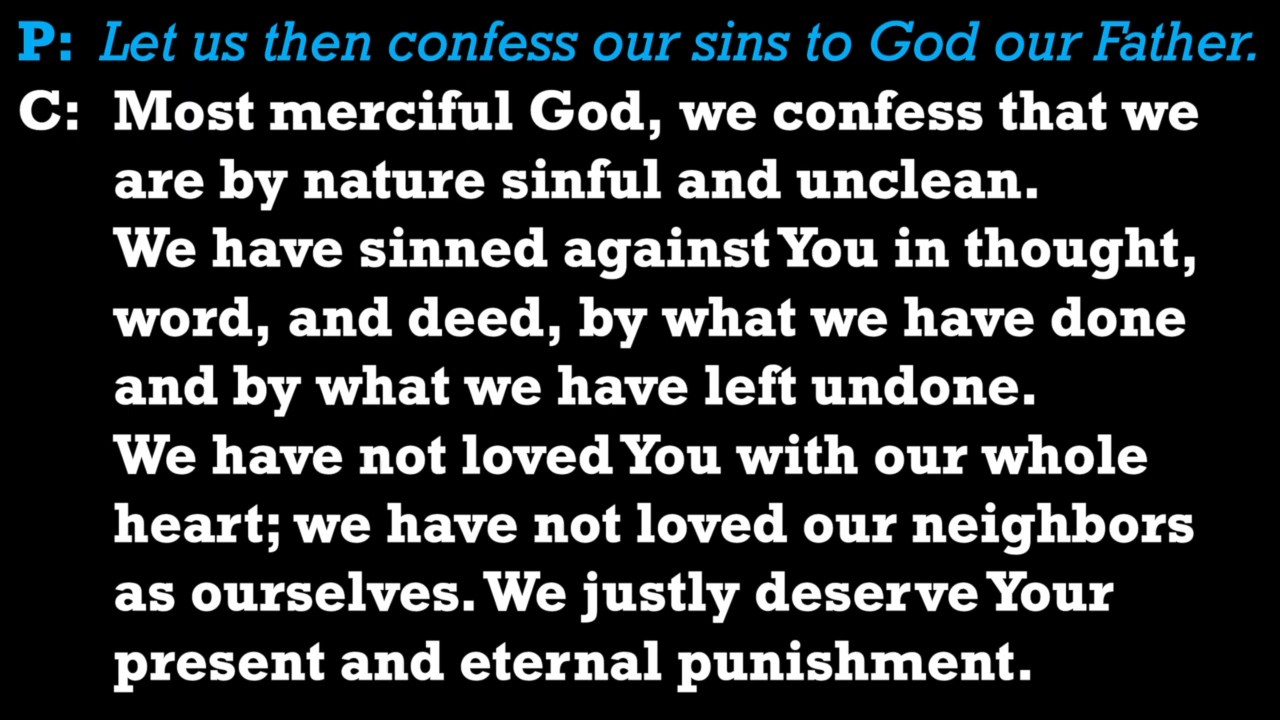 P: Let us then confess our sins to God our Father.
C: Most merciful God, we confess that we
are by nature sinful and unclean.
We have sinned against You in thought,
word, and deed, by what we have done
and by what we have left undone.
We have not loved You with our whole
heart; we have not loved our neighbors
as ourselves. We justly deserve Your
present and eternal punishment.